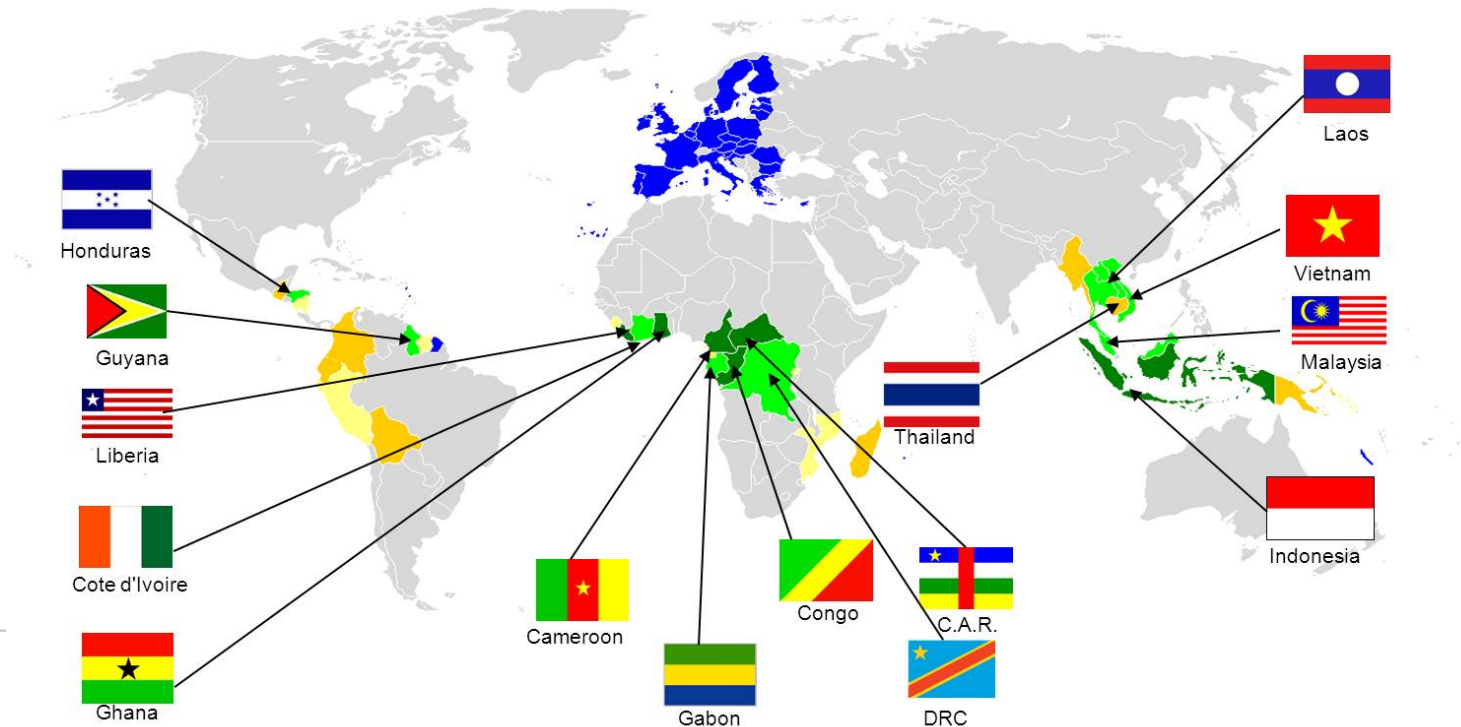 Laos
Honduras
Vietnam
Guyana
Malaysia
Liberia
Thailand
Indonesia
Cote d'Ivoire
Cameroon
Congo
C.A.R.
Ghana
Gabon
DRC